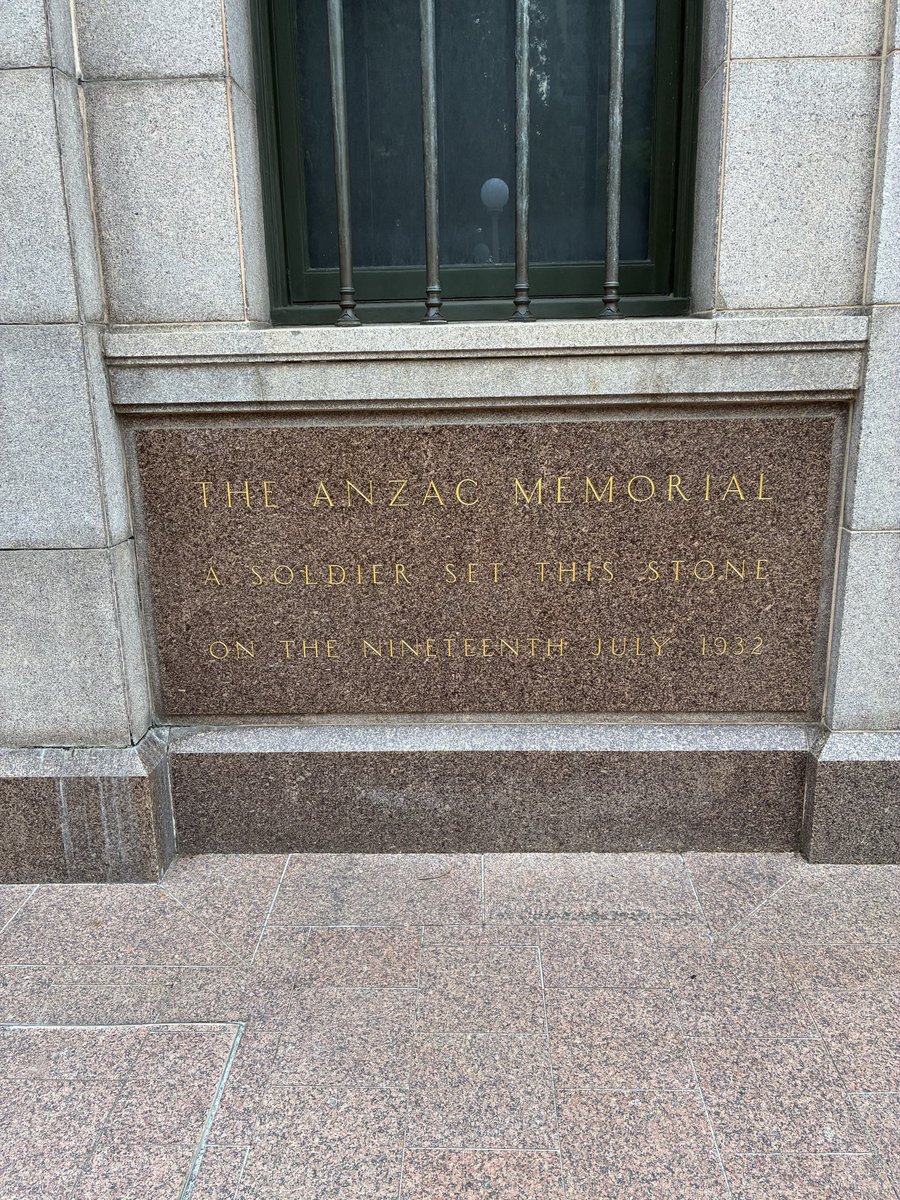 THE ANZAC MEMORIAL
A SOLDIER SET THIS STONE
ON THE NINETEENTH JULY, 1932